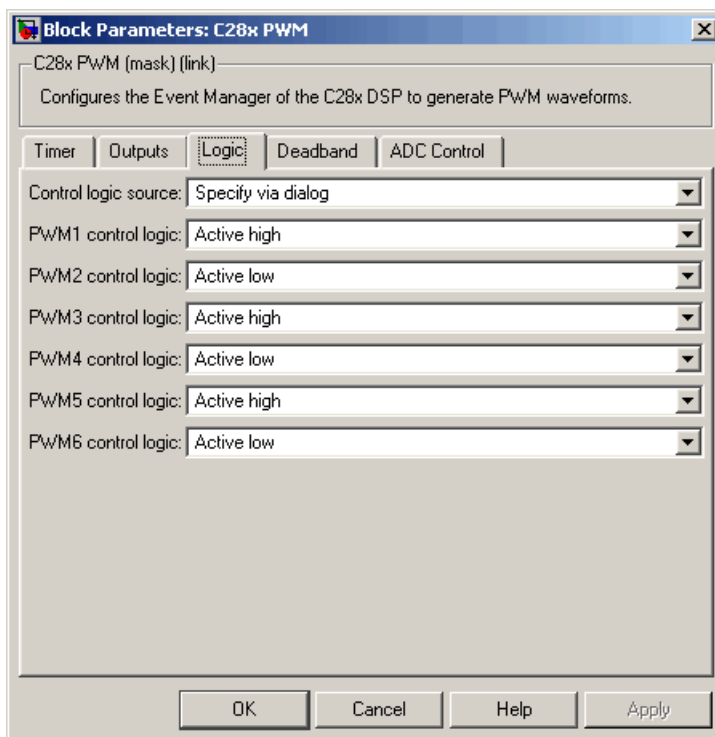 Block Parameters: C28x PWM
C28x PWM (mask) (link)
Configures the Event Manager of the C28x DSP to generate PWM waveforms.
Timer Outputs Logic Deadband ADC Control
Control logic source: Specify via dialog
PWM1 control logic: Active high
PWM2 control logic: Active low
PWM3 control logic: Active high
PWM4 control logic: Active low
PWM5 control logic: Active high
PWM6 control logic: Active low
OK Cancel Help Apply